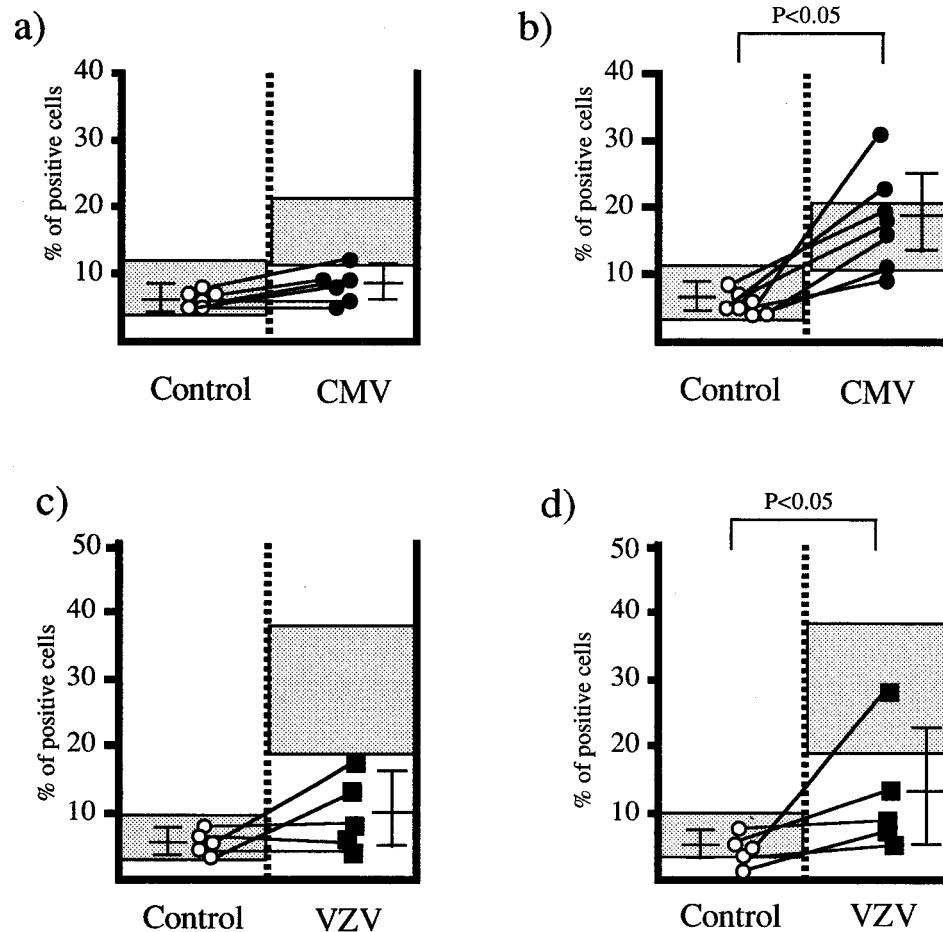 a)
% of positive cells
40
30
20
10
Control
CMV
b)
P<0.05
% of positive cells
40
30
20
10
Control
CMV
c)
% of positive cells
50
40
30
20
10
Control
VZV
d)
P<0.05
% of positive cells
50
40
30
20
10
Control
VZV